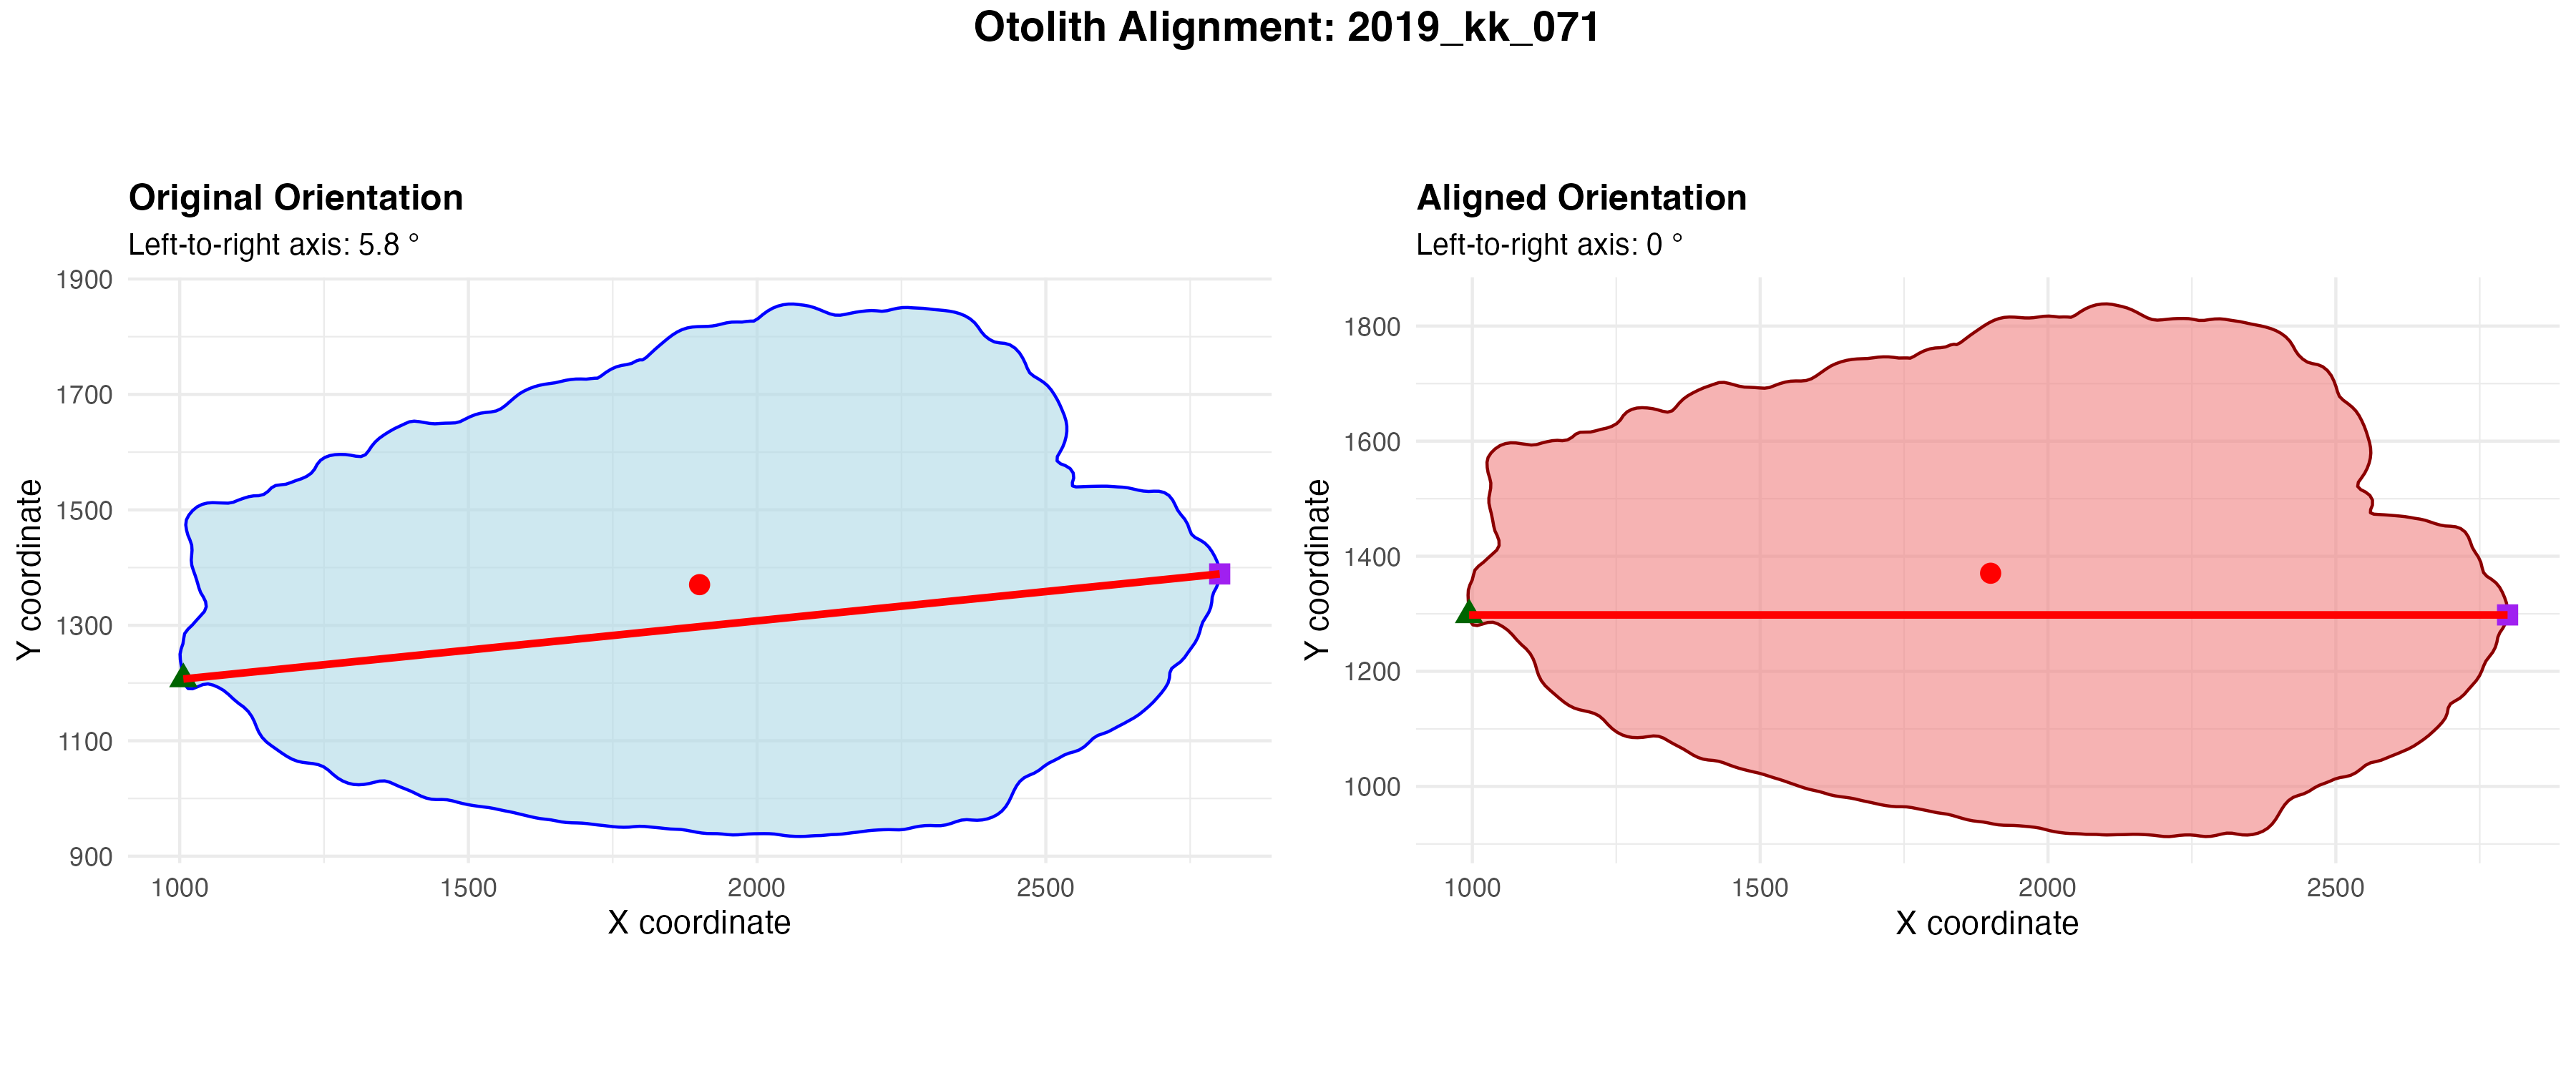 Otolith Alignment: 2019_kk_071
Original Orientation
Left-to-right axis: 5.8 °
1900
1700
1500
1300
1100
900
Y coordinate
1000 1500 2000 2500
X coordinate
Aligned Orientation
Left-to-right axis: 0 °
1800
1600
1400
1200
1000
Y coordinate
1000 1500 2000 2500
X coordinate